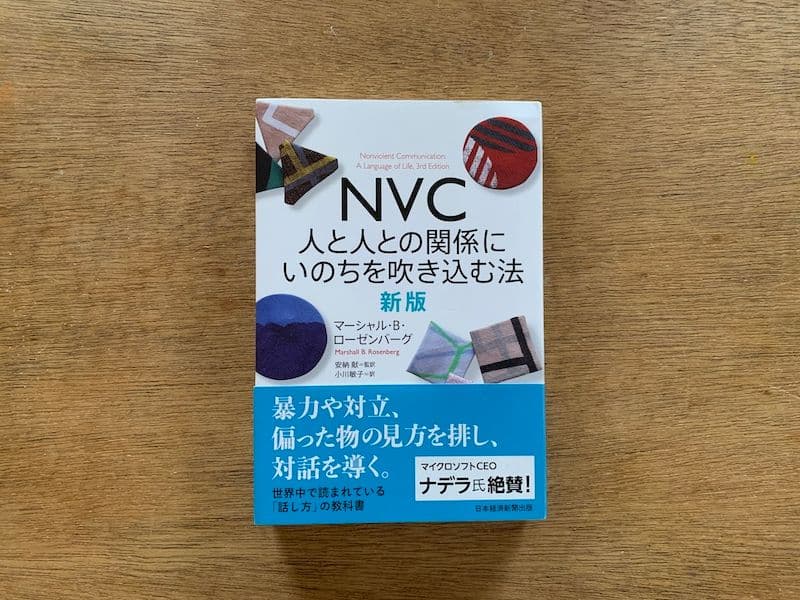 Nonviolent Communication:
A Language of Life, 3rd Edition
NVC
人と人との関係に
いのちを吹き込む法
新版
マーシャル・B・
ローゼンバーグ
Marshall B. Rosenberg
安納 献=監訳
小川敏子=訳
暴力や対立、
偏った物の見方を排し、
対話を導く。
世界中で読まれている
「話し方」の教科書
マイクロソフトCEO
ナデラ氏絶賛!
日本経済新聞出版